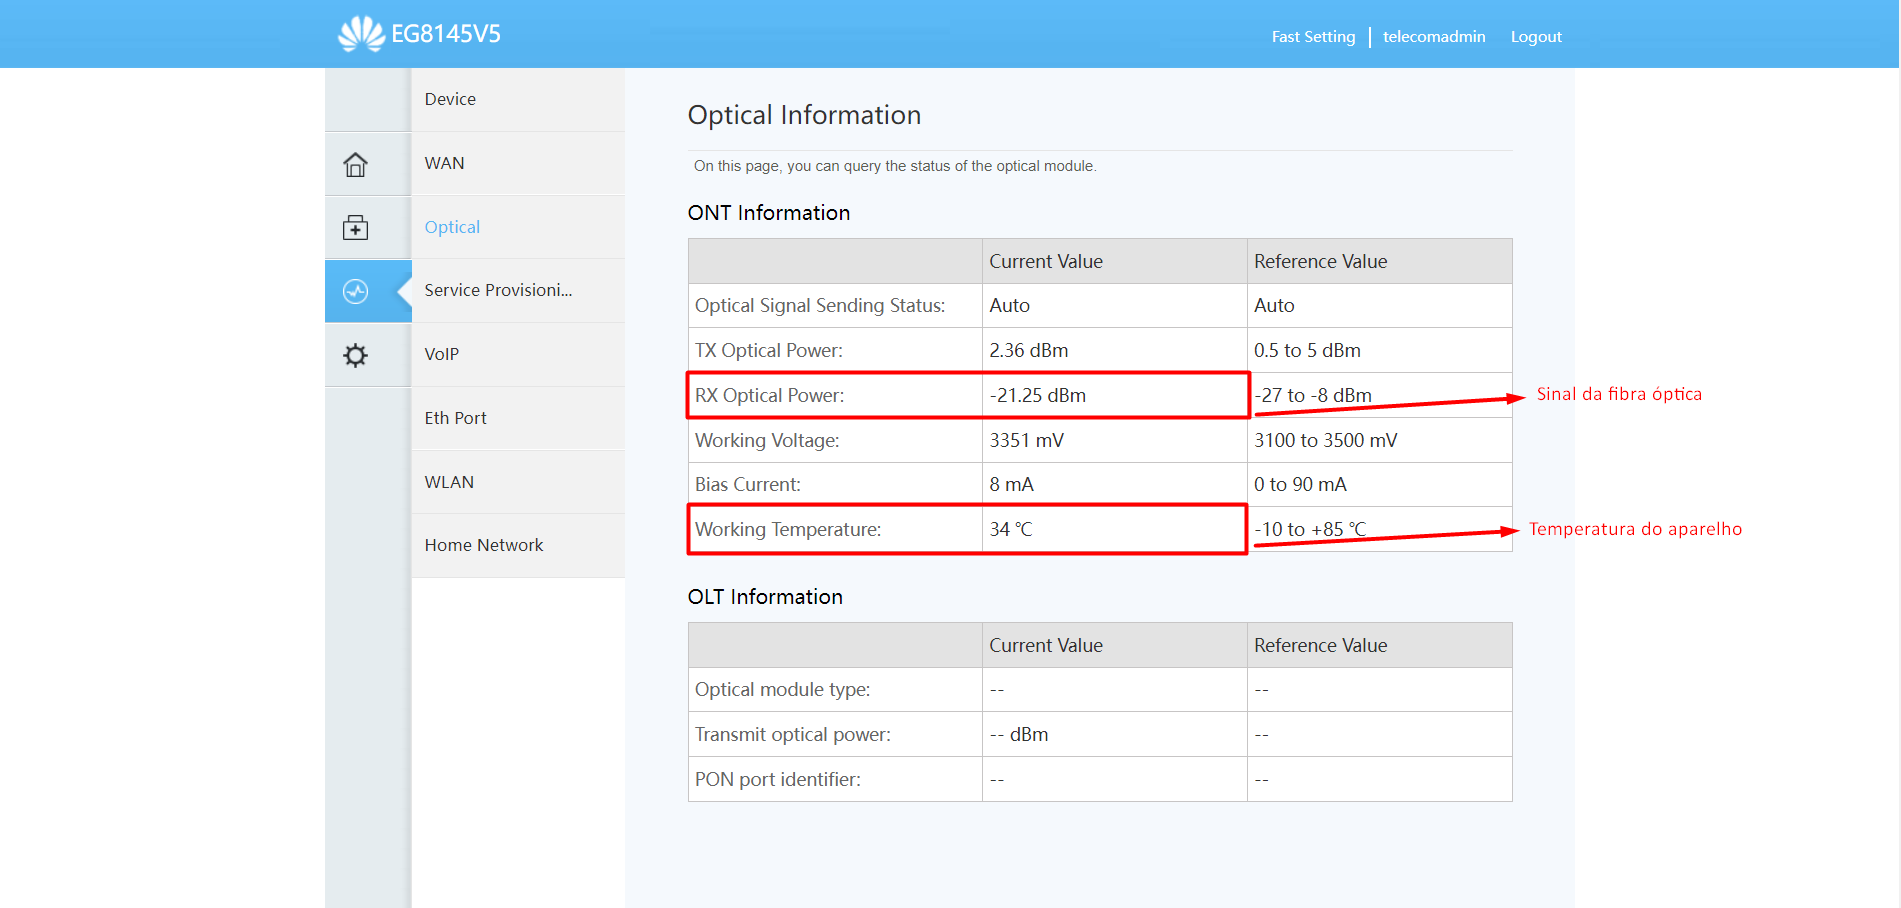 EG8145V5
Fast Setting telecomadmin Logout
Device
WAN
Optical
Service Provisioni...
VoIP
Eth Port
WLAN
Home Network
Optical Information
On this page, you can query the status of the optical module.
ONT Information
Current Value Reference Value
Optical Signal Sending Status: Auto Auto
TX Optical Power: 2.36 dBm 0.5 to 5 dBm
RX Optical Power: -21.25 dBm -27 to -8 dBm Sinal da fibra óptica
Working Voltage: 3351 mV 3100 to 3500 mV
Bias Current: 8 mA 0 to 90 mA
Working Temperature: 34 ℃ -10 to +85 ℃ Temperatura do aparelho
OLT Information
Current Value Reference Value
Optical module type: -- --
Transmit optical power: -- dBm --
PON port identifier: -- --